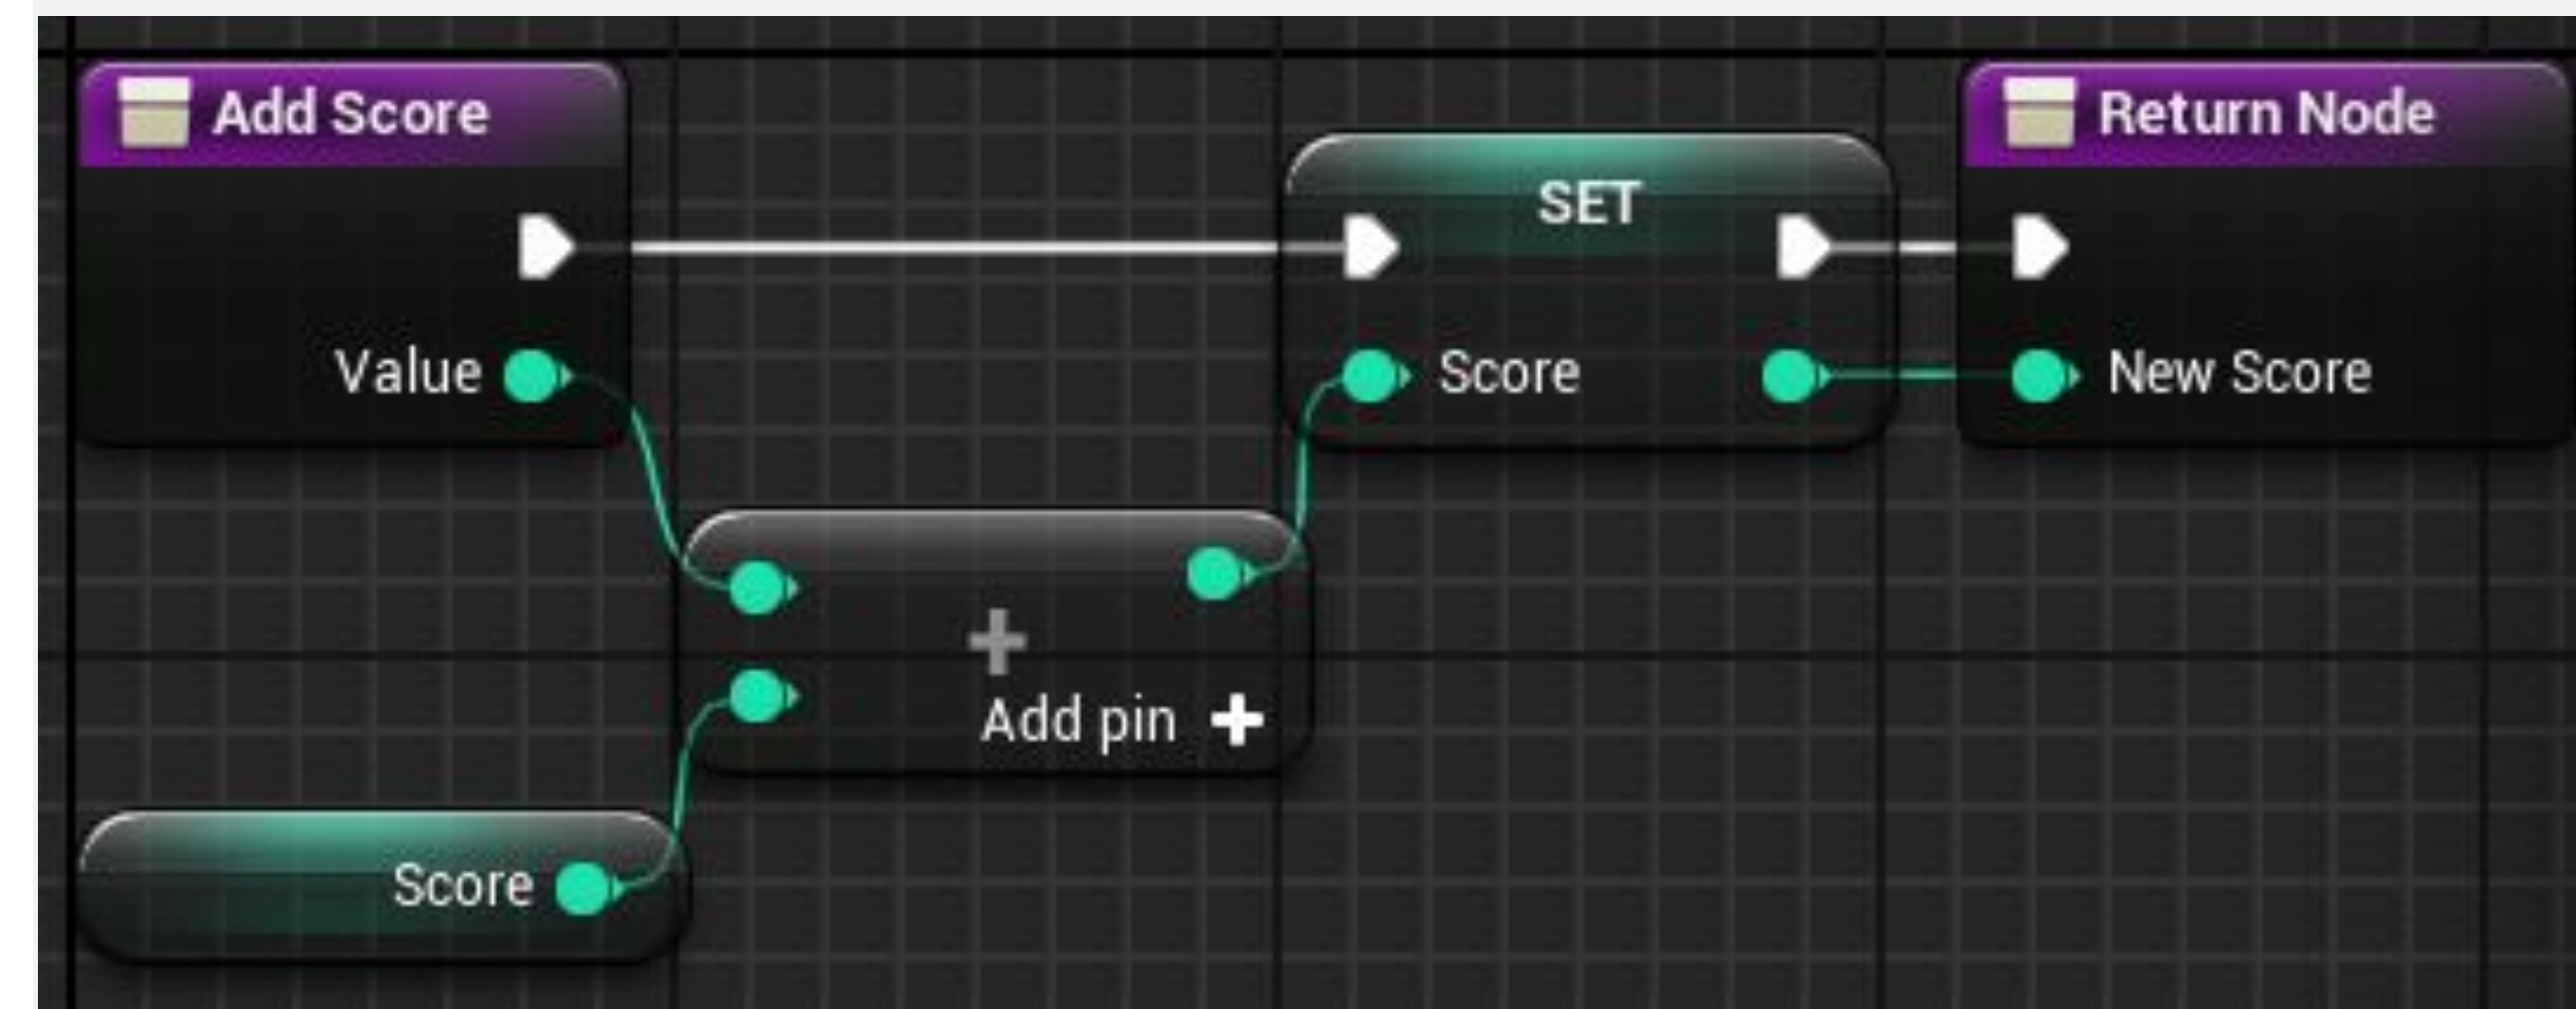 Add Score
Value
SET
Score
Return Node
New Score
Add pin +
Score